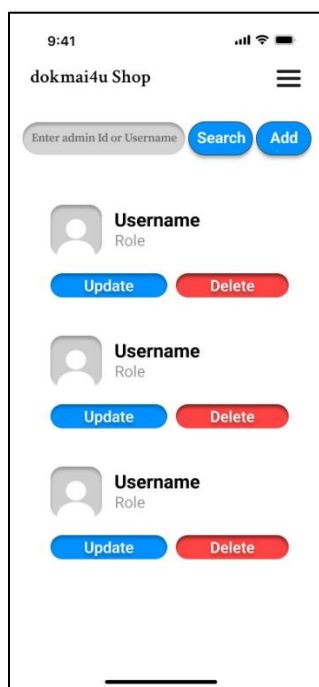 9:41
dokmai4u Shop
Enter admin Id or Username Search Add
Username
Role
Update Delete
Username
Role
Update Delete
Username
Role
Update Delete